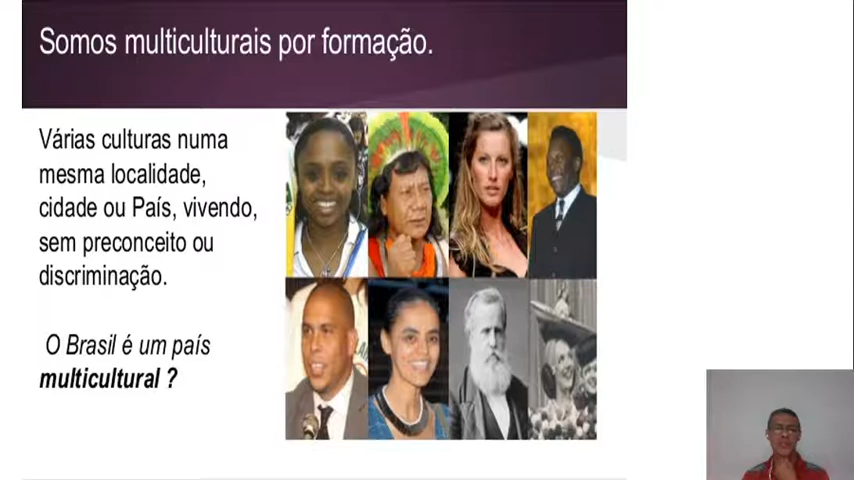 Somos multiculturais por formação.
Várias culturas numa
mesma localidade,
cidade ou País, vivendo,
sem preconceito ou
discriminação.
O Brasil é um país
multicultural ?